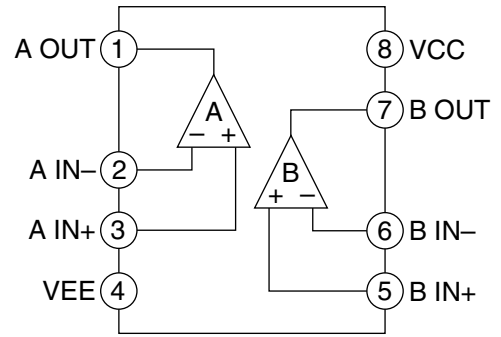 A OUT 1
8 VCC
7 B OUT
A
− +
A IN− 2
B
+ −
A IN+ 3
6 B IN−
VEE 4
5 B IN+